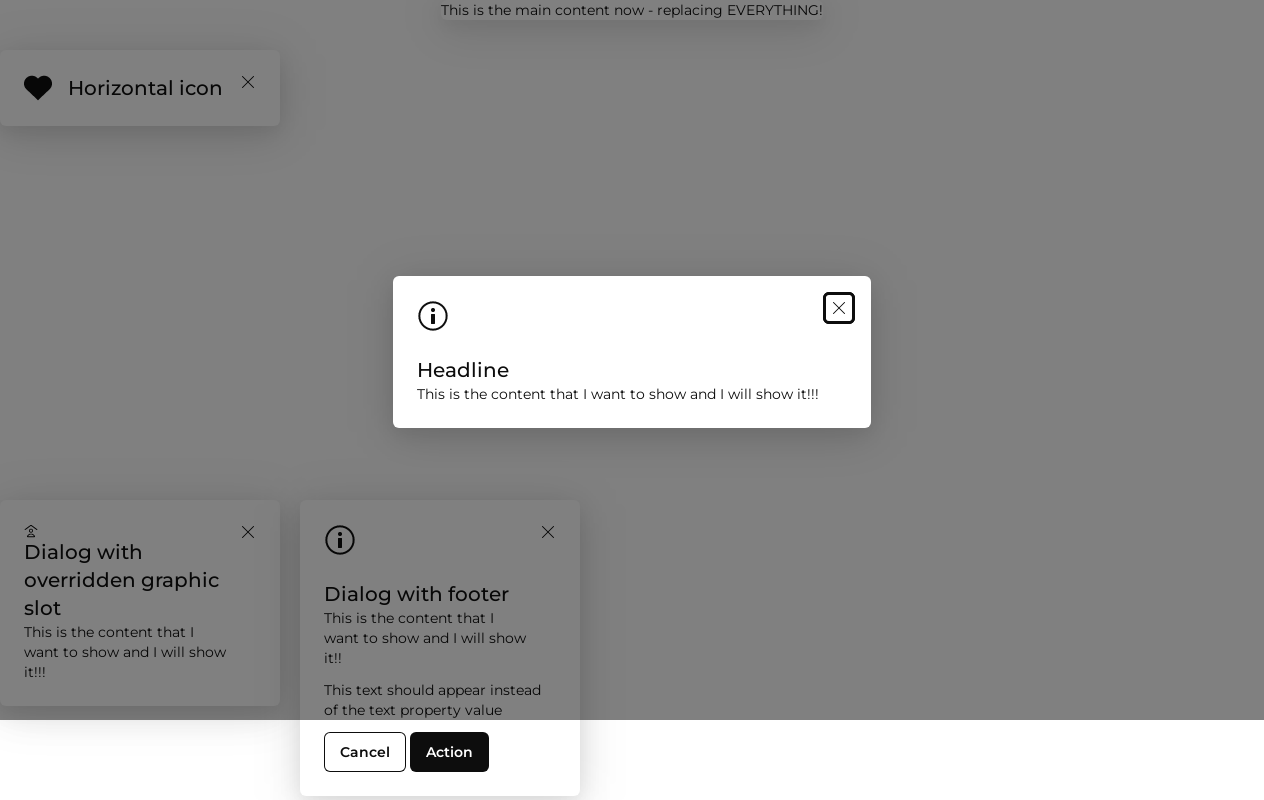 This is the main content now - replacing EVERYTHING!
Horizontal icon
Headline
This is the content that I want to show and I will show it!!!
Dialog with
overridden graphic
slot
This is the content that I
want to show and I will show
it!!!
Dialog with footer
This is the content that I
want to show and I will show
it!!
This text should appear instead
of the text property value
Cancel
Action